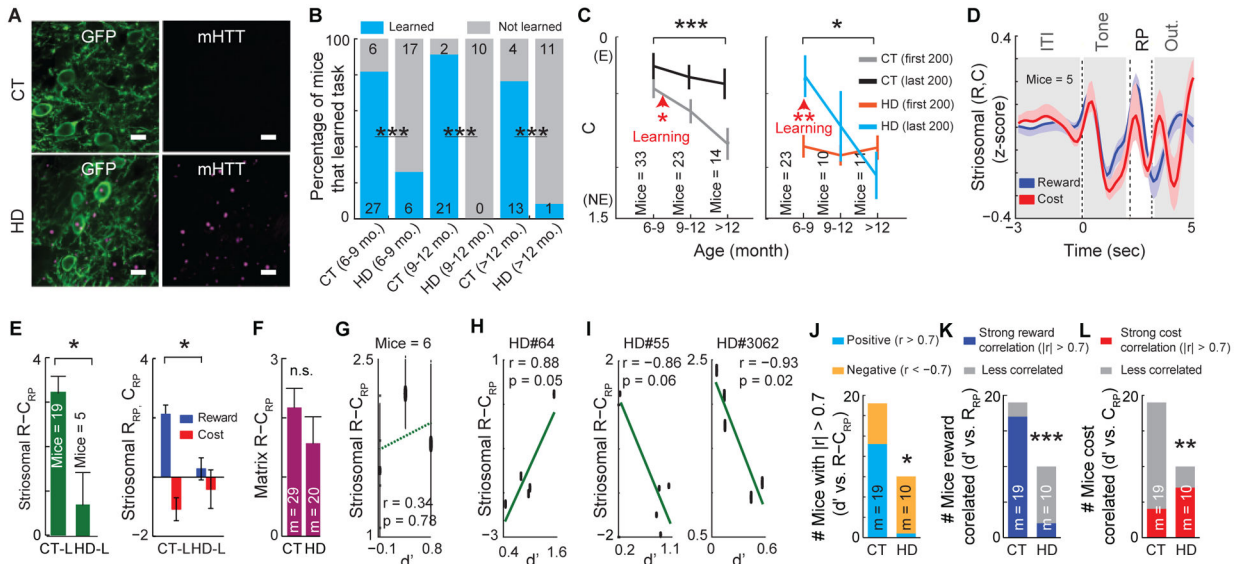 A
GFP
mHTT
CT
GFP
mHTT
HD
B
Learned
Not learned
Percentage of mice
that learned task
100
80
60
40
20
0
6
17
2
10
4
11
***
***
***
27
6
21
0
13
1
CT (6-9 mo.)
HD (6-9 mo.)
CT (9-12 mo.)
HD (9-12 mo.)
CT (>12 mo.)
HD (>12 mo.)
C
***
*
0
(E)
C
(NE)
1.5
CT (first 200)
CT (last 200)
HD (first 200)
HD (last 200)
*
Learning
**
Learning
Mice = 33
Mice = 23
Mice = 14
Mice = 23
Mice = 10
Mice = 11
6-9
9-12
>12
6-9
9-12
>12
Age (month)
D
ITI
Tone
RP
Out.
Mice = 5
Striosomal (R,C)
(z-score)
0.4
−0.4
Reward
Cost
−3
0
5
Time (sec)
E
*
4
Striosomal R−CRP
0
Mice = 19
Mice = 5
CT-L
HD-L
*
4
Striosomal RRP, CRP
−2
Reward
Cost
CT-L
HD-L
F
n.s.
3
Matrix R−CRP
0
m = 29
m = 20
CT
HD
G
Mice = 6
2.5
Striosomal R−CRP
1
r = 0.34
p = 0.78
−0.1
0.8
d'
H
HD#64
4
r = 0.88
p = 0.05
Striosomal R−CRP
−3
0.4
1.6
d'
I
HD#55
2
r = −0.86
p = 0.06
Striosomal R−CRP
−2
0.2
1.1
d'
HD#3062
2.5
r = −0.93
p = 0.02
0.5
0
0.6
d'
J
Positive (r > 0.7)
Negative (r < −0.7)
# Mice with |r| > 0.7
(d' vs. R−CRP)
20
10
0
*
m = 19
m = 10
CT
HD
K
Strong reward
correlation (|r| > 0.7)
Less correlated
# Mice reward
corelated (d' vs. RRP)
20
10
0
***
m = 19
m = 10
CT
HD
L
Strong cost
correlation (|r| > 0.7)
Less correlated
# Mice cost
correlated (d' vs. CRP)
20
10
0
**
m = 19
m = 10
CT
HD